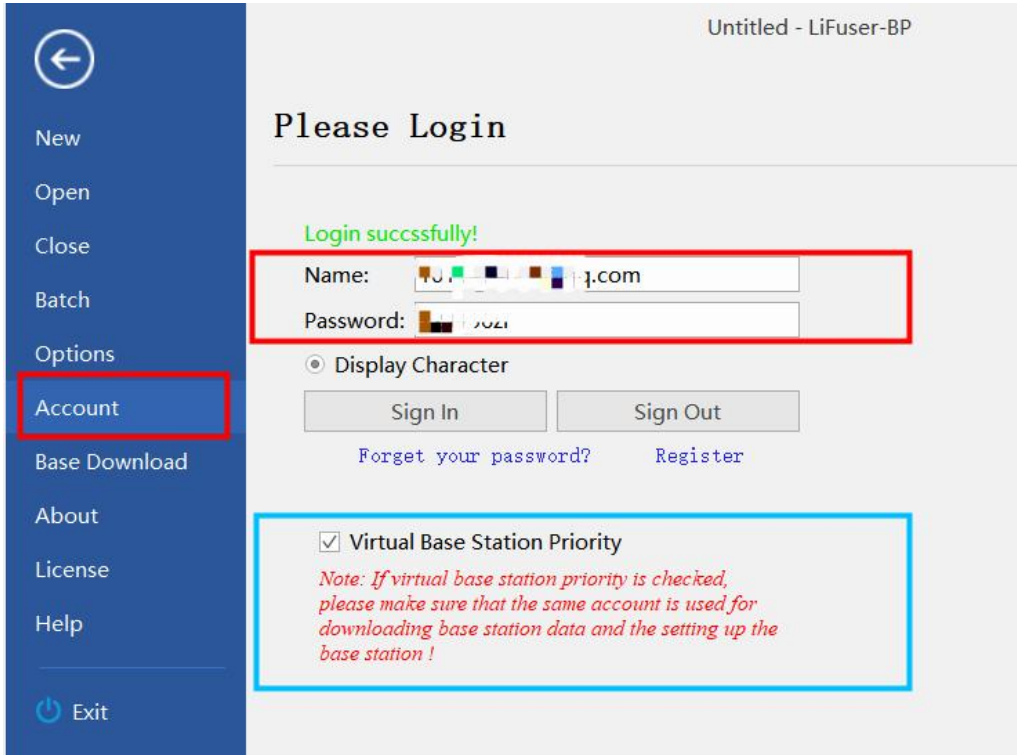 Untitled - LiFuser-BP
New
Open
Close
Batch
Options
Account
Base Download
About
License
Help
Exit
Please Login
Login succssfully!
Name:
Password:
Display Character
Sign In Sign Out
Forget your password? Register
Virtual Base Station Priority
Note: If virtual base station priority is checked,
please make sure that the same account is used for
downloading base station data and the setting up the
base station !